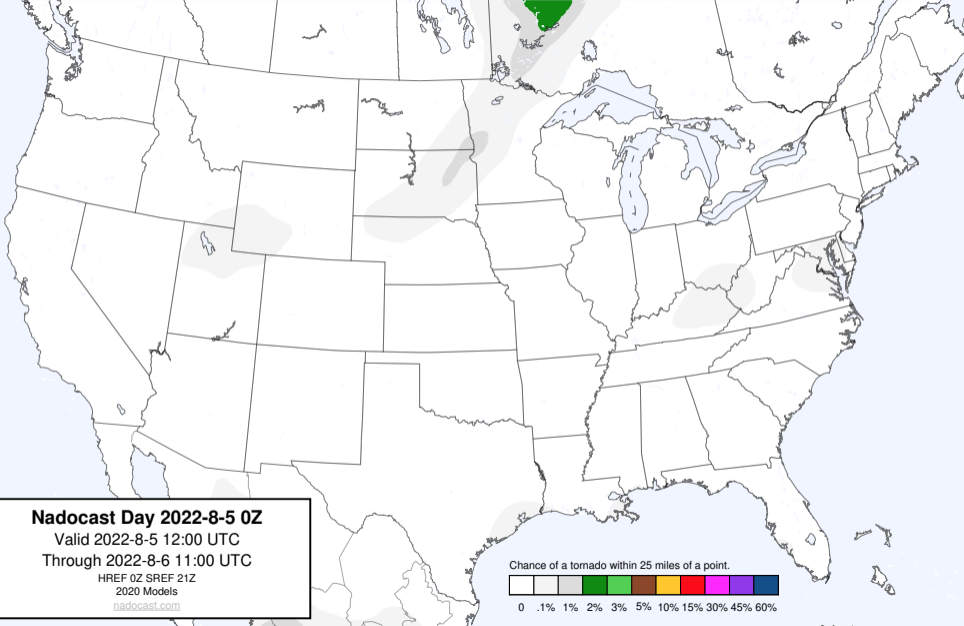 Nadocast Day 2022-8-5 0Z
Valid 2022-8-5 12:00 UTC
Through 2022-8-6 11:00 UTC
HREF 0Z SREF 21Z
2020 Models
nadocast.com
Chance of a tornado within 25 miles of a point.
0 .1% 1% 2% 3% 5% 10% 15% 30% 45% 60%